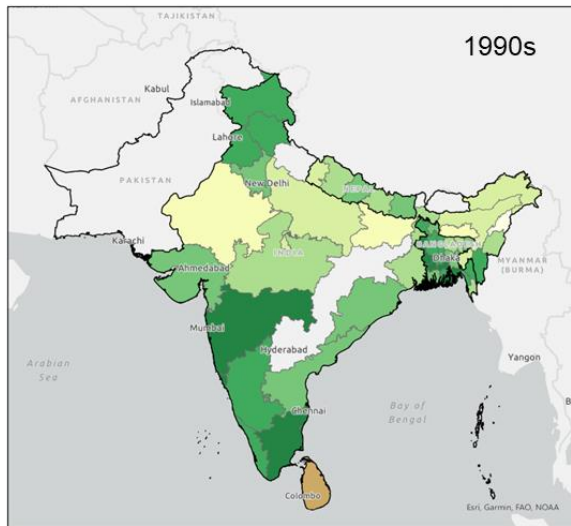 1990s
TAJIKISTAN
Kabul
Islamabad
AFGHANISTAN
Lahore
PAKISTAN
New Delhi
NEPAL
Karachi
Ahmedabad
INDIA
BANGLADESH
Dhaka
MYANMAR
(BURMA)
Mumbai
Hyderabad
Yangon
Arabian
Sea
Bay of
Bengal
Chennai
Colombo
Esri, Garmin, FAO, NOAA